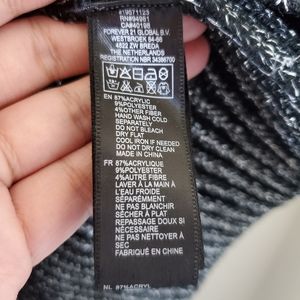 #19671123
RN#94981
CA#40198
FOREVER 21 GLOBAL B.V.
WESTBROEK 64-66
4822 ZW BREDA
THE NETHERLANDS
REGISTRATION NBR 34366700
EN 87%ACRYLIC
9%POLYESTER
4%OTHER FIBER
HAND WASH COLD
SEPARATELY
DO NOT BLEACH
DRY FLAT
COOL IRON IF NEEDED
DO NOT DRY CLEAN
MADE IN CHINA
FR 87%ACRYLIQUE
9%POLYESTER
4%AUTRE FIBRE
LAVER À LA MAIN À
L'EAU FROIDE
SÉPARÉMENT
NE PAS BLANCHIR
SÉCHER À PLAT
REPASSAGE DOUX SI
NÉCESSAIRE
NE PAS NETTOYER À
SEC
FABRIQUÉ EN CHINE
NL 87%ACRYL